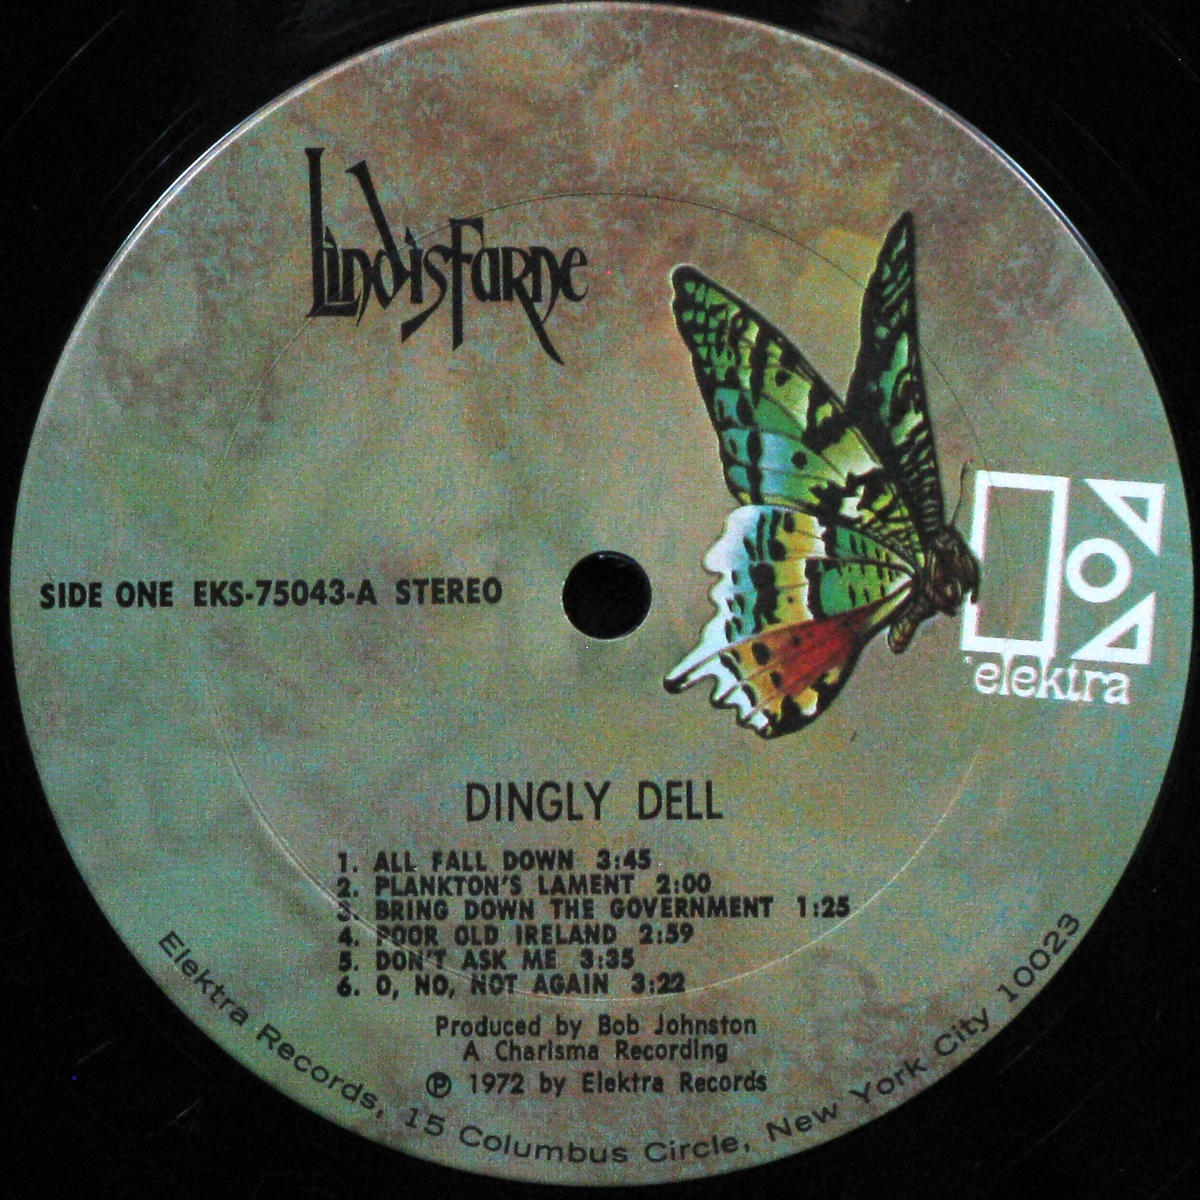 Lindisfarne
SIDE ONE EKS-75043-A STEREO
elektra
DINGLY DELL
1. ALL FALL DOWN 3:45
2. PLANKTON'S LAMENT 2:00
3. BRING DOWN THE GOVERNMENT 1:25
4. POOR OLD IRELAND 2:59
5. DON'T ASK ME 3:35
6. O, NO, NOT AGAIN 3:22
Produced by Bob Johnston
A Charisma Recording
℗ 1972 by Elektra Records
Elektra Records, 15 Columbus Circle, New York City 10023